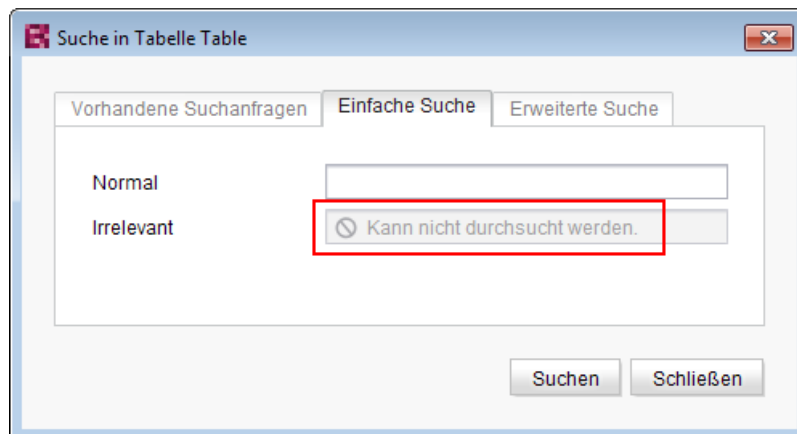 Suche in Tabelle Table
Vorhandene Suchanfragen Einfache Suche Erweiterte Suche
Normal
Irrelevant Kann nicht durchsucht werden.
Suchen Schließen